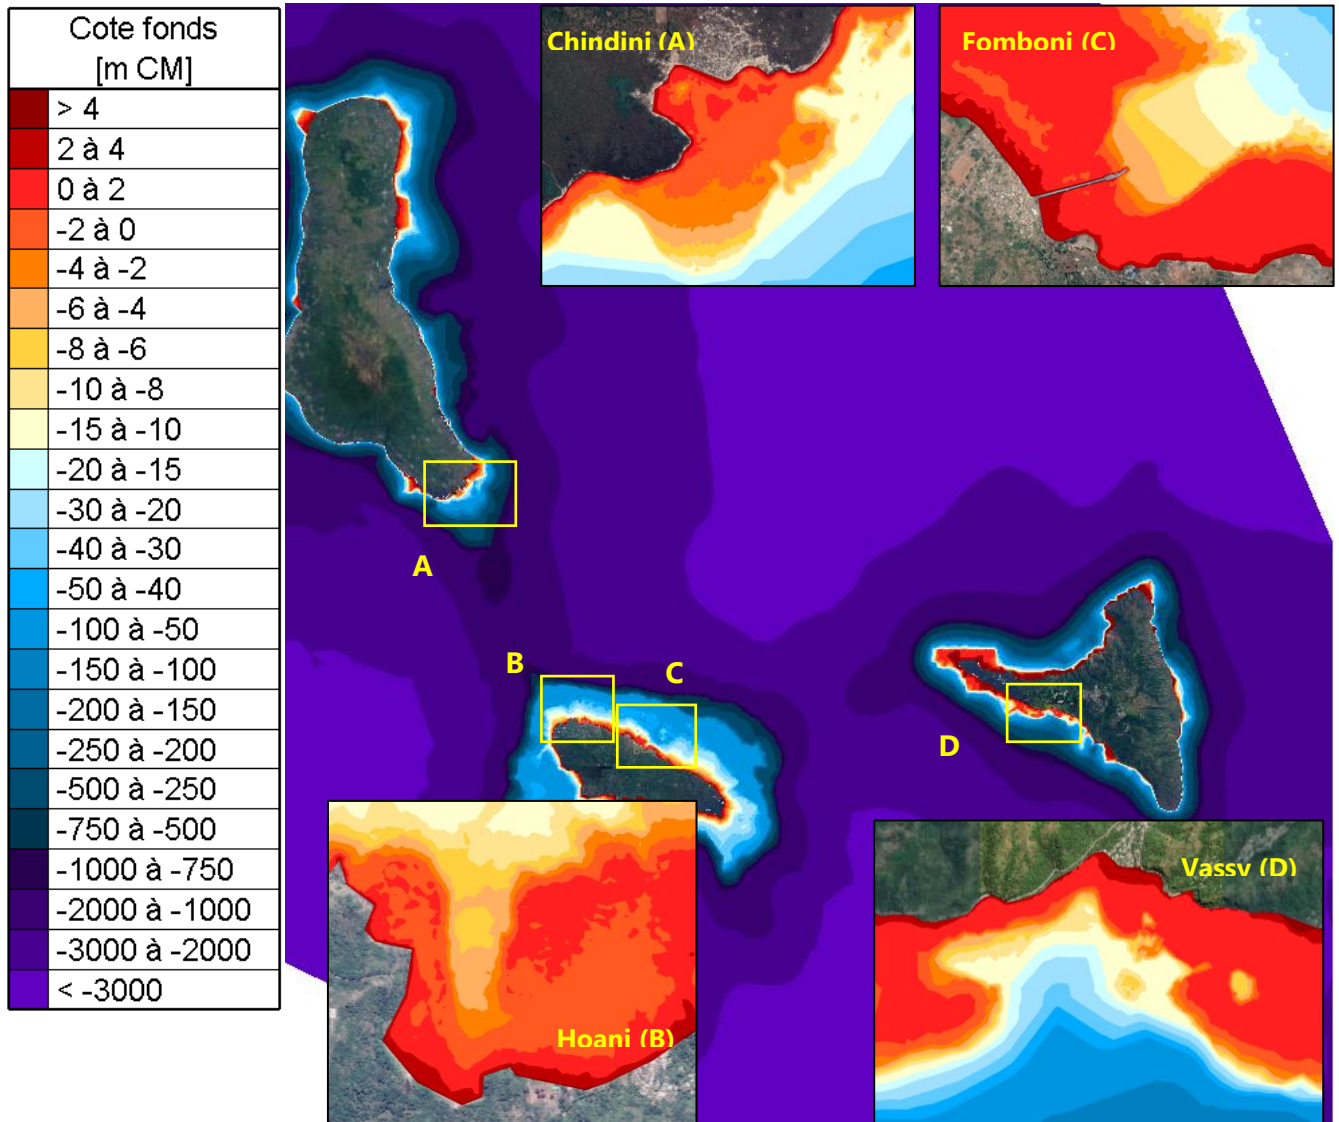 Cote fonds
[m CM]
> 4
2 à 4
0 à 2
-2 à 0
-4 à -2
-6 à -4
-8 à -6
-10 à -8
-15 à -10
-20 à -15
-30 à -20
-40 à -30
-50 à -40
-100 à -50
-150 à -100
-200 à -150
-250 à -200
-500 à -250
-750 à -500
-1000 à -750
-2000 à -1000
-3000 à -2000
< -3000
Chindini (A)
Fomboni (C)
A
B
C
D
Hoani (B)
Vassy (D)